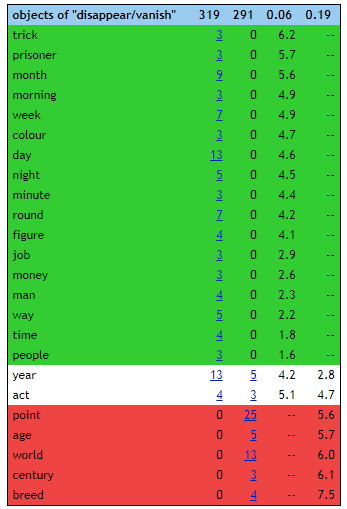 objects of "disappear/vanish" 319 291 0.06 0.19
trick 3 0 6.2 --
prisoner 3 0 5.7 --
month 9 0 5.6 --
morning 3 0 4.9 --
week 7 0 4.9 --
colour 3 0 4.7 --
day 13 0 4.6 --
night 5 0 4.5 --
minute 3 0 4.4 --
round 7 0 4.2 --
figure 4 0 4.1 --
job 3 0 2.9 --
money 3 0 2.6 --
man 4 0 2.3 --
way 5 0 2.2 --
time 4 0 1.8 --
people 3 0 1.6 --
year 13 5 4.2 2.8
act 4 3 5.1 4.7
point 0 25 -- 5.6
age 0 5 -- 5.7
world 0 13 -- 6.0
century 0 3 -- 6.1
breed 0 4 -- 7.5